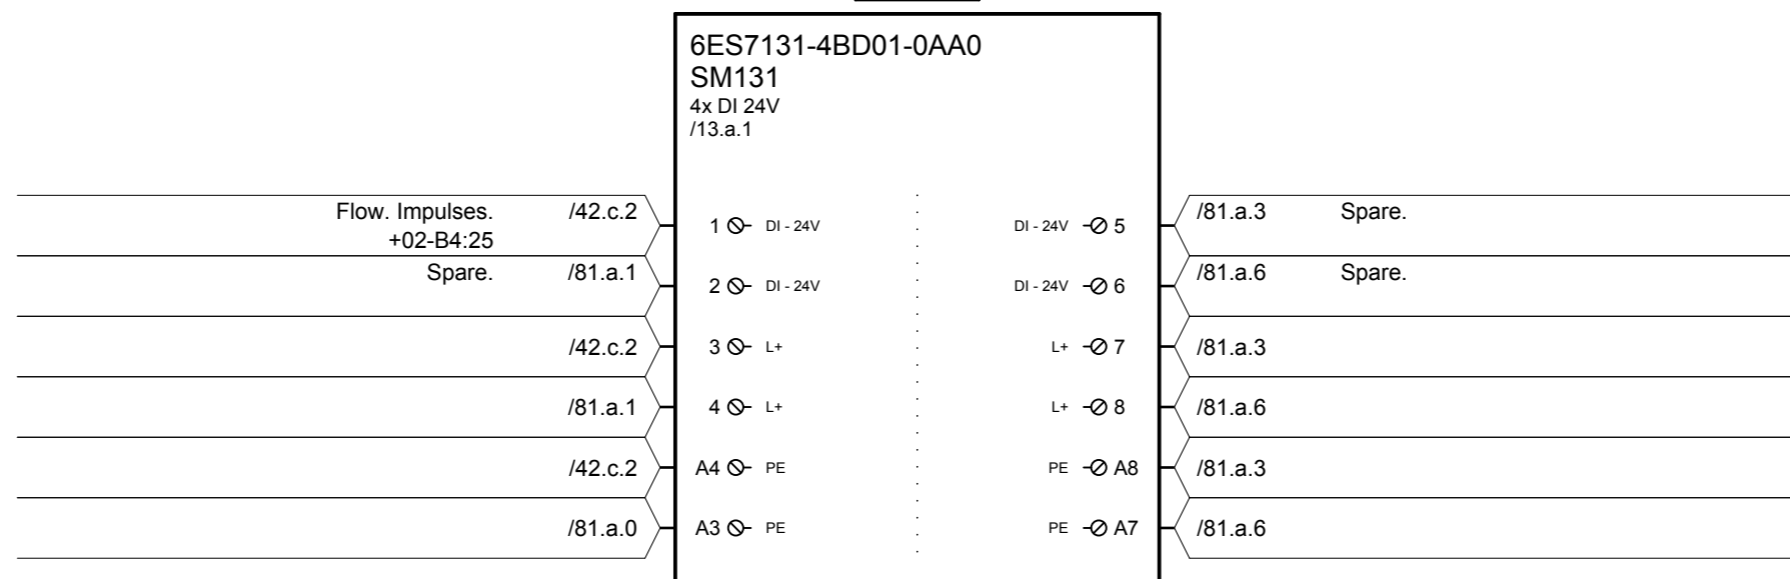 6ES7131-4BD01-0AA0
SM131
4x DI 24V
/13.a.1
Flow. Impulses. /42.c.2 1 DI - 24V DI - 24V 5 /81.a.3 Spare.
+02-B4:25
Spare. /81.a.1 2 DI - 24V DI - 24V 6 /81.a.6 Spare.
/42.c.2 3 L+ L+ 7 /81.a.3
/81.a.1 4 L+ L+ 8 /81.a.6
/42.c.2 A4 PE PE A8 /81.a.3
/81.a.0 A3 PE PE A7 /81.a.6